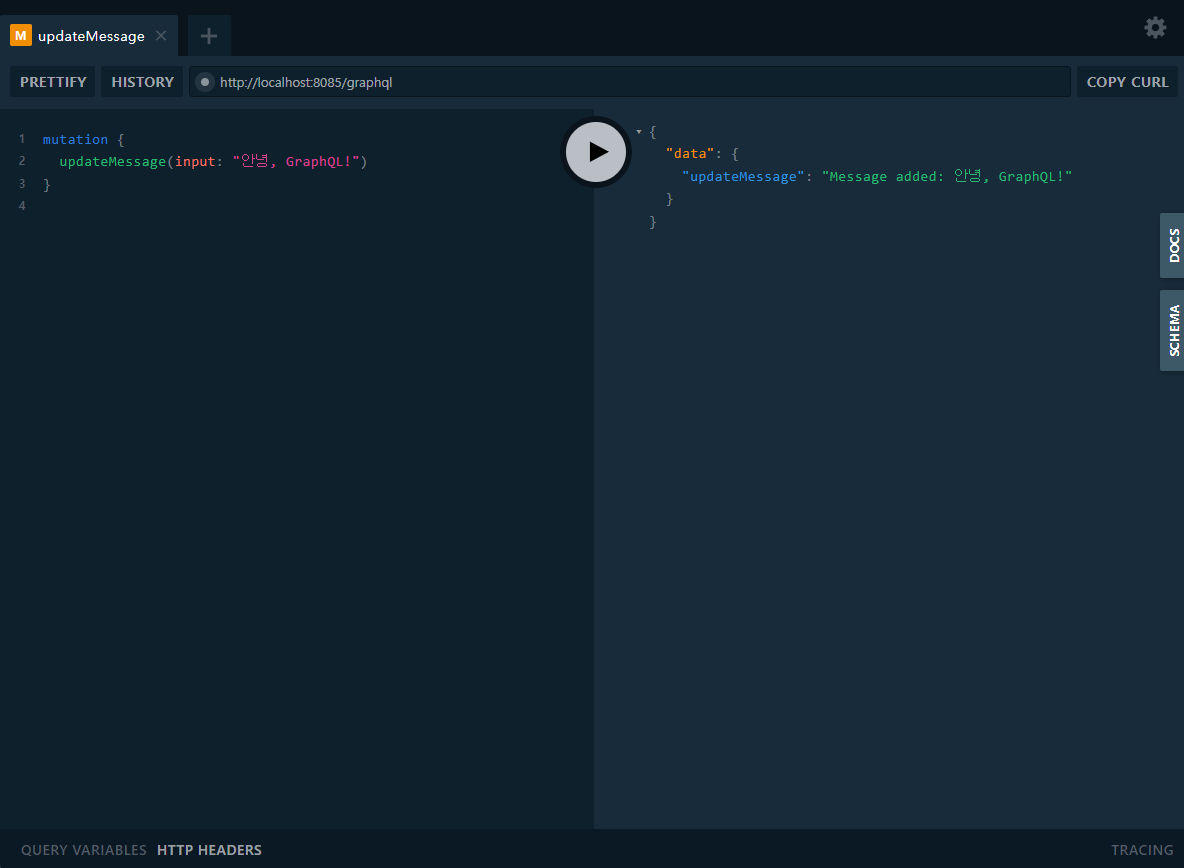 M updateMessage
PRETTIFY HISTORY http://localhost:8085/graphql COPY CURL
1 mutation {
2 updateMessage(input: "안녕, GraphQL!")
3 }
4
{
"data": {
"updateMessage": "Message added: 안녕, GraphQL!"
}
}
DOCS
SCHEMA
QUERY VARIABLES HTTP HEADERS TRACING